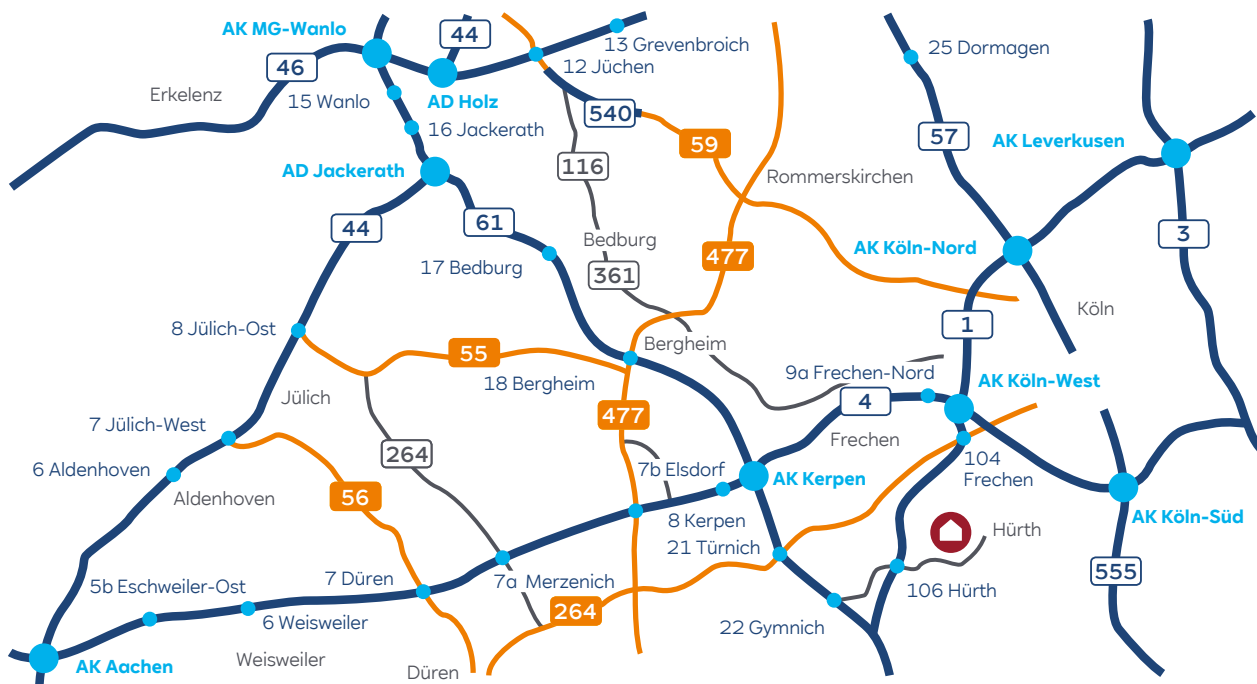 AK MG-Wanlo
44
13 Grevenbroich
25 Dormagen
46
12 Jüchen
Erkelenz
15 Wanlo
AD Holz
540
16 Jackerath
57
AK Leverkusen
59
116
AD Jackerath
Rommerskirchen
44
61
3
Bedburg
AK Köln-Nord
477
17 Bedburg
361
Köln
8 Jülich-Ost
1
Bergheim
55
18 Bergheim
9a Frechen-Nord
AK Köln-West
Jülich
4
477
7 Jülich-West
Frechen
264
104
Frechen
6 Aldenhoven
7b Elsdorf
AK Kerpen
Aldenhoven
56
8 Kerpen
AK Köln-Süd
Hürth
21 Türnich
555
5b Eschweiler-Ost
7 Düren
7a Merzenich
106 Hürth
264
6 Weisweiler
22 Gymnich
AK Aachen
Weisweiler
Düren